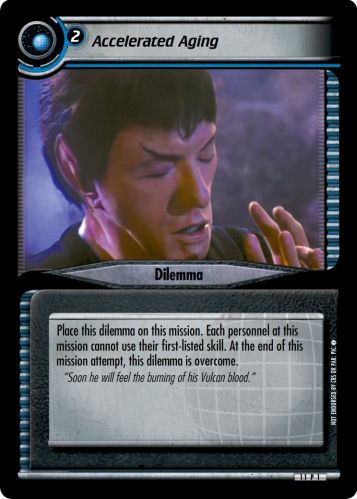 2
Accelerated Aging
Dilemma
Place this dilemma on this mission. Each personnel at this
mission cannot use their first-listed skill. At the end of this
mission attempt, this dilemma is overcome.
"Soon he will feel the burning of his Vulcan blood."
NOT ENDORSED BY CBS OR PAR. PIC.
11 P 1